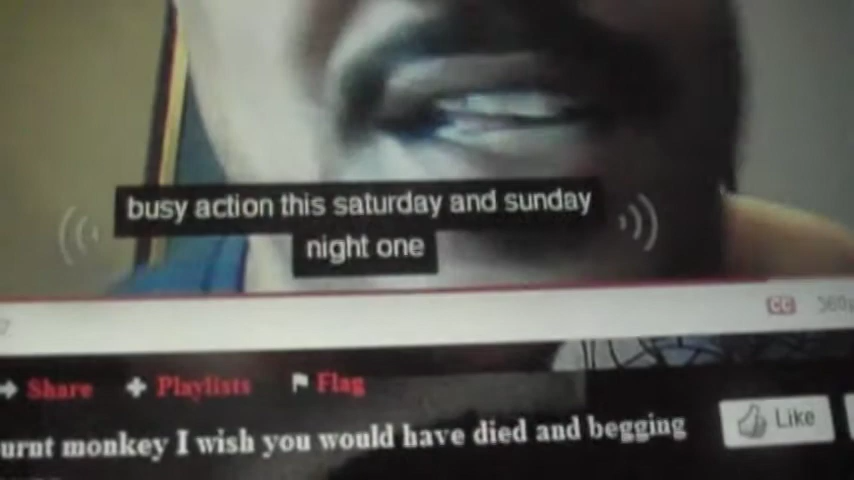 busy action this saturday and sunday
night one
CC
Share
Playlists
Flag
urnt monkey I wish you would have died and begging
Like